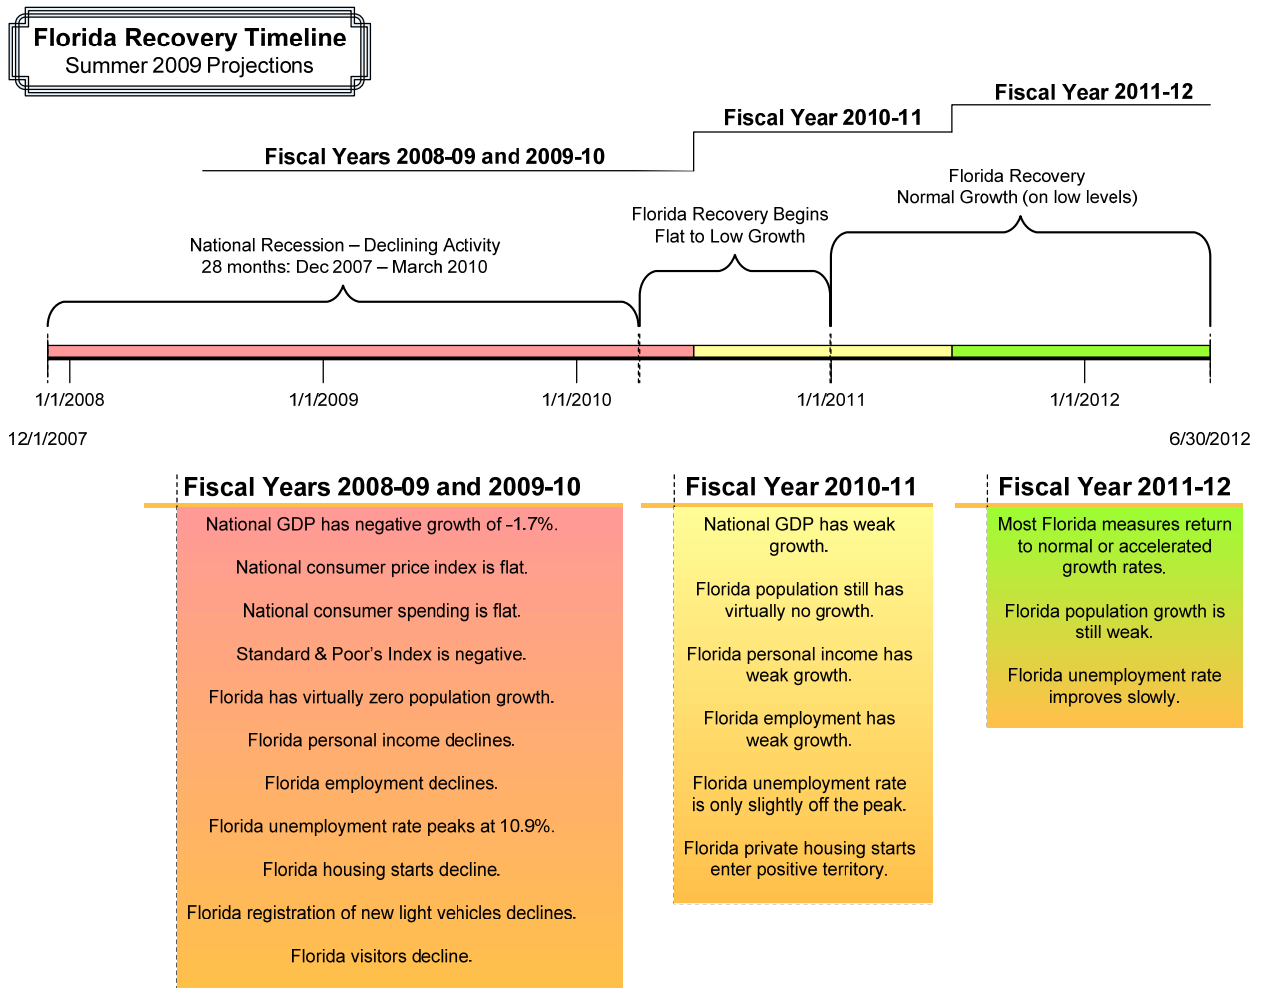 Florida Recovery Timeline
Summer 2009 Projections
Fiscal Year 2011-12
Fiscal Year 2010-11
Fiscal Years 2008-09 and 2009-10
Florida Recovery
Normal Growth (on low levels)
Florida Recovery Begins
Flat to Low Growth
National Recession – Declining Activity
28 months: Dec 2007 – March 2010
1/1/2008
1/1/2009
1/1/2010
1/1/2011
1/1/2012
12/1/2007
6/30/2012
Fiscal Years 2008-09 and 2009-10
National GDP has negative growth of –1.7%.
National consumer price index is flat.
National consumer spending is flat.
Standard & Poor's Index is negative.
Florida has virtually zero population growth.
Florida personal income declines.
Florida employment declines.
Florida unemployment rate peaks at 10.9%.
Florida housing starts decline.
Florida registration of new light vehicles declines.
Florida visitors decline.
Fiscal Year 2010-11
National GDP has weak
growth.
Florida population still has
virtually no growth.
Florida personal income has
weak growth.
Florida employment has
weak growth.
Florida unemployment rate
is only slightly off the peak.
Florida private housing starts
enter positive territory.
Fiscal Year 2011-12
Most Florida measures return
to normal or accelerated
growth rates.
Florida population growth is
still weak.
Florida unemployment rate
improves slowly.